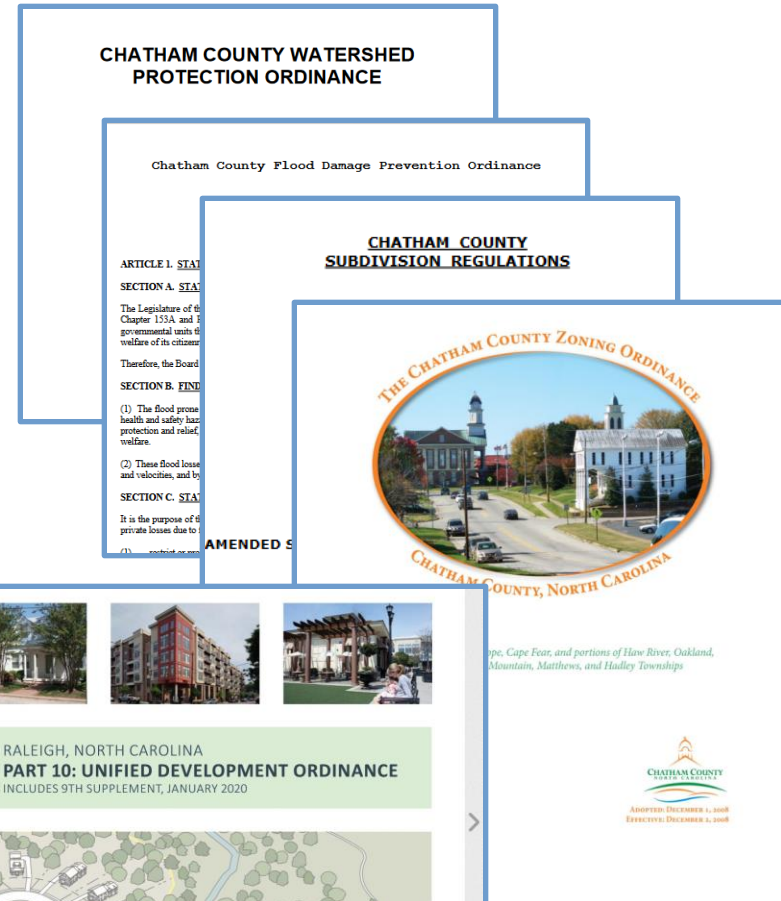 CHATHAM COUNTY WATERSHED
PROTECTION ORDINANCE
Chatham County Flood Damage Prevention Ordinance
ARTICLE 1.
SECTION A.
The Legislature of
Chapter 153A and
governmental units
welfare of its
Therefore, the Board
SECTION B.
(1) The flood prone
health and safety
protection and relief,
welfare.
(2) These flood
and velocities, and by
SECTION C.
It is the purpose of
private losses due to
(1)
CHATHAM COUNTY
SUBDIVISION REGULATIONS
AMENDED
THE CHATHAM COUNTY ZONING ORDINANCE
CHATHAM COUNTY, NORTH CAROLINA
Cape Fear, and portions of Haw River, Oakland,
Mountain, Matthews, and Hadley Townships
CHATHAM COUNTY
NORTH CAROLINA
ADOPTED: DECEMBER 1, 2008
EFFECTIVE: DECEMBER 1, 2008
RALEIGH, NORTH CAROLINA
PART 10: UNIFIED DEVELOPMENT ORDINANCE
INCLUDES 9TH SUPPLEMENT, JANUARY 2020